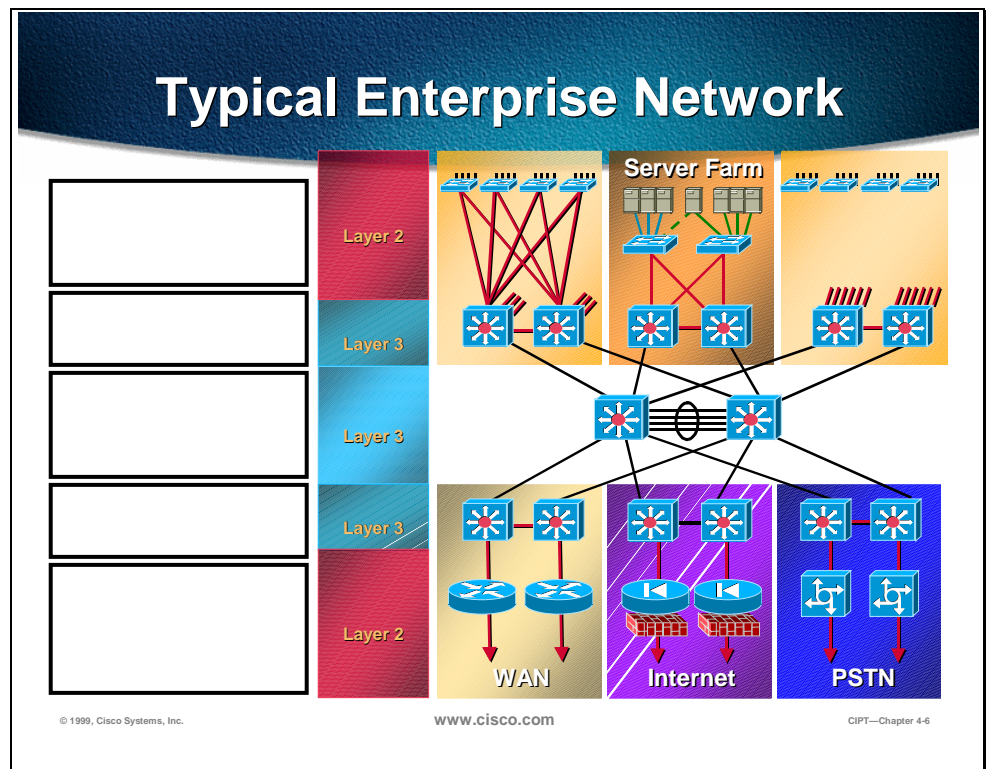 Typical Enterprise Network
Server Farm
Layer 2
Layer 3
Layer 3
Layer 3
Layer 2
WAN
Internet
PSTN
© 1999, Cisco Systems, Inc.
www.cisco.com
CIPT—Chapter 4-6